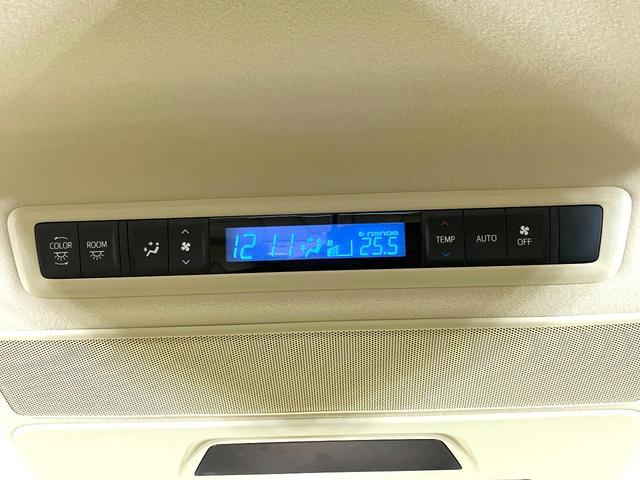 COLOR
ROOM
12 11
nanoe
25.5
TEMP
AUTO
OFF